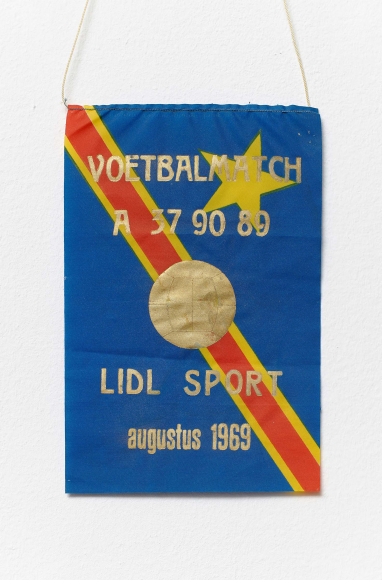 VOETBALMATCH
A 37 90 89
LIDL SPORT
augustus 1969